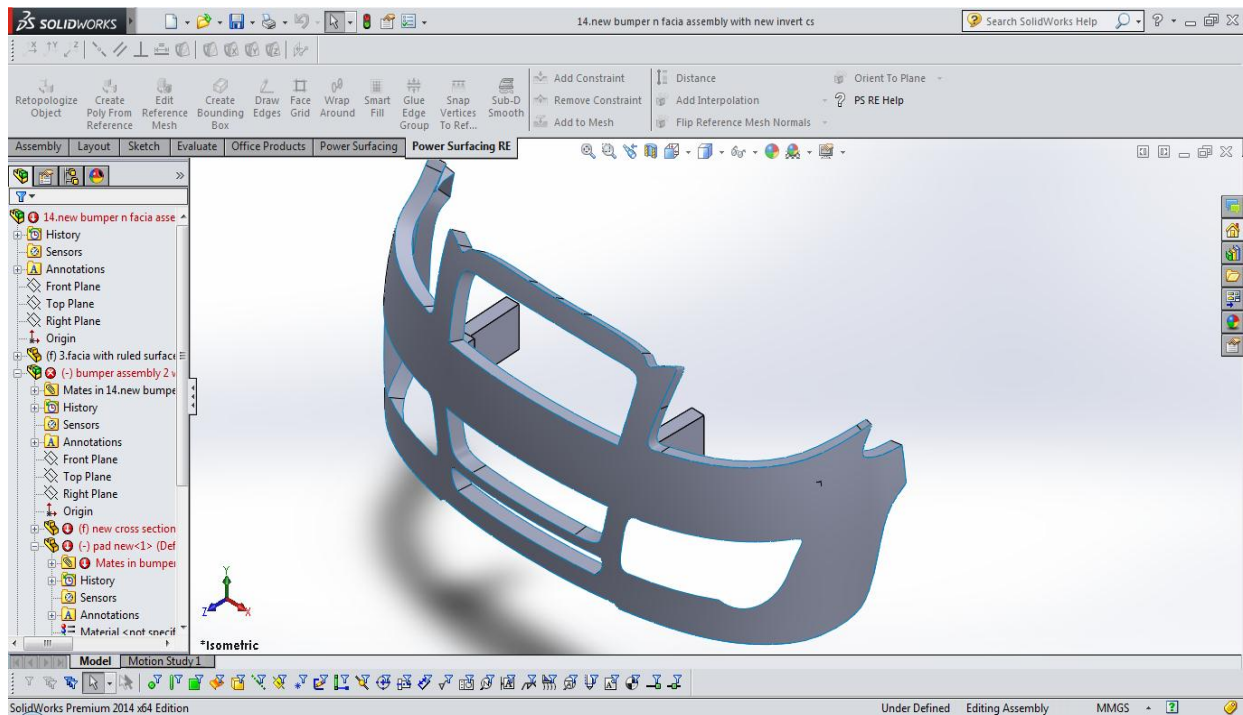 SOLIDWORKS
14.new bumper n facia assembly with new invert cs
Search SolidWorks Help
Retopologize Object
Create Poly From Reference
Edit Reference Mesh
Create Bounding Box
Draw Edges
Face Grid
Wrap Around
Smart Fill
Glue Edge Group
Snap Vertices To Ref...
Sub-D Smooth
Add Constraint
Remove Constraint
Add to Mesh
Distance
Add Interpolation
Flip Reference Mesh Normals
Orient To Plane
PS RE Help
Assembly Layout Sketch Evaluate Office Products Power Surfacing Power Surfacing RE
14.new bumper n facia asse
History
Sensors
Annotations
Front Plane
Top Plane
Right Plane
Origin
(f) 3.facia with ruled surface
(-) bumper assembly 2
Mates in 14.new bumpe
History
Sensors
Annotations
Front Plane
Top Plane
Right Plane
Origin
(f) new cross section
(-) pad new<1> (Def
Mates in bumper
History
Sensors
Annotations
Material <not specif
Y
Z
X
*Isometric
Model Motion Study 1
SolidWorks Premium 2014 x64 Edition
Under Defined Editing Assembly MMGS